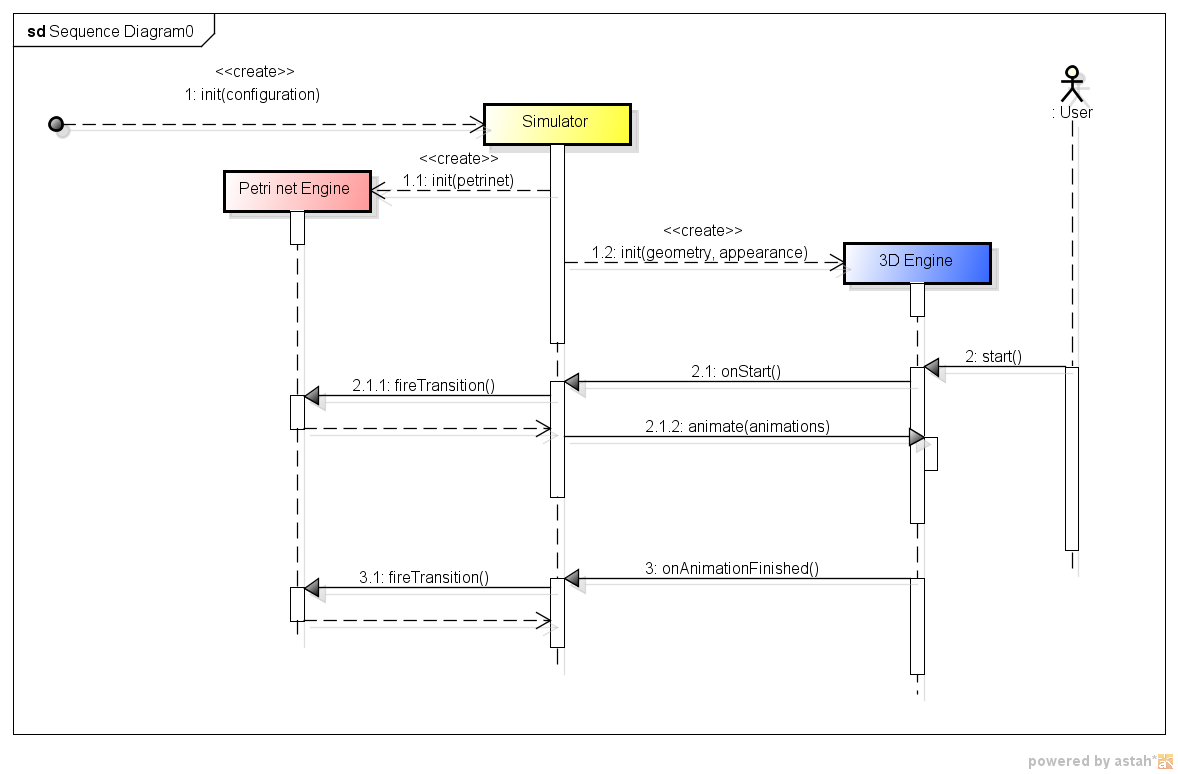 sd Sequence Diagram0
<<create>>
1: init(configuration)
: User
Simulator
<<create>>
1.1: init(petrinet)
Petri net Engine
<<create>>
1.2: init(geometry, appearance)
3D Engine
2: start()
2.1: onStart()
2.1.1: fireTransition()
2.1.2: animate(animations)
3: onAnimationFinished()
3.1: fireTransition()
powered by astah*